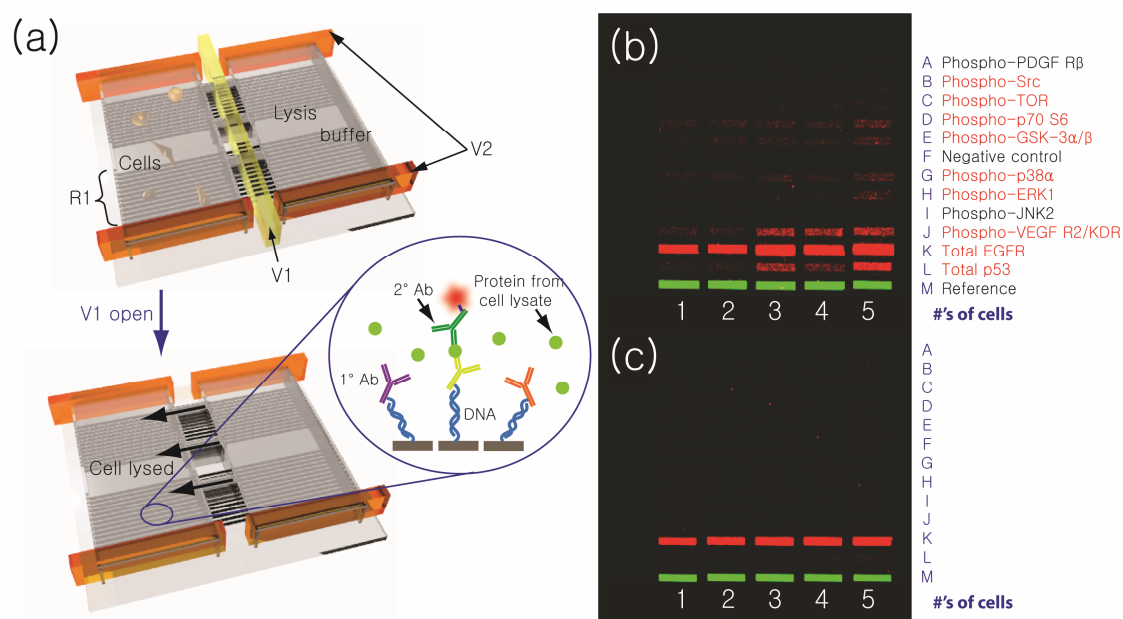 (a)
Lysis
buffer
Cells
R1
V2
V1
V1 open
Cell lysed
2° Ab
Protein from
cell lysate
1° Ab
DNA
(b)
A Phospho-PDGF Rβ
B Phospho-Src
C Phospho-TOR
D Phospho-p70 S6
E Phospho-GSK-3α/β
F Negative control
G Phospho-p38α
H Phospho-ERK1
I Phospho-JNK2
J Phospho-VEGF R2/KDR
K Total EGFR
L Total p53
M Reference
1 2 3 4 5
#'s of cells
(c)
A
B
C
D
E
F
G
H
I
J
K
L
M
1 2 3 4 5
#'s of cells